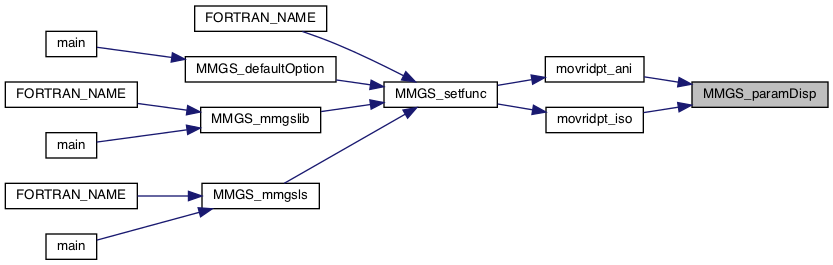 FORTRAN_NAME
main
MMGS_defaultOption
movridpt_ani
FORTRAN_NAME
MMGS_setfunc
MMGS_paramDisp
MMGS_mmgslib
movridpt_iso
main
FORTRAN_NAME
MMGS_mmgsls
main